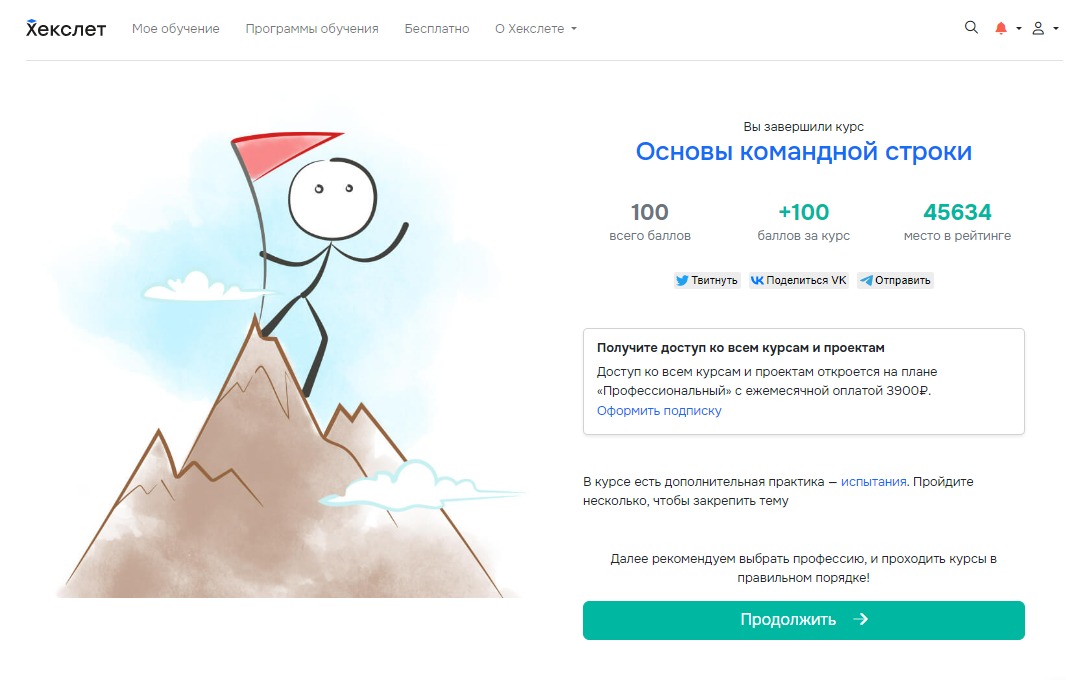 Хекслет Мое обучение Программы обучения Бесплатно О Хекслете
Вы завершили курс
Основы командной строки
100 +100 45634
всего баллов баллов за курс место в рейтинге
Твитнуть Поделиться VK Отправить
Получите доступ ко всем курсам и проектам
Доступ ко всем курсам и проектам откроется на плане
«Профессиональный» с ежемесячной оплатой 3900₽.
Оформить подписку
В курсе есть дополнительная практика — испытания. Пройдите
несколько, чтобы закрепить тему
Далее рекомендуем выбрать профессию, и проходить курсы в
правильном порядке!
Продолжить →